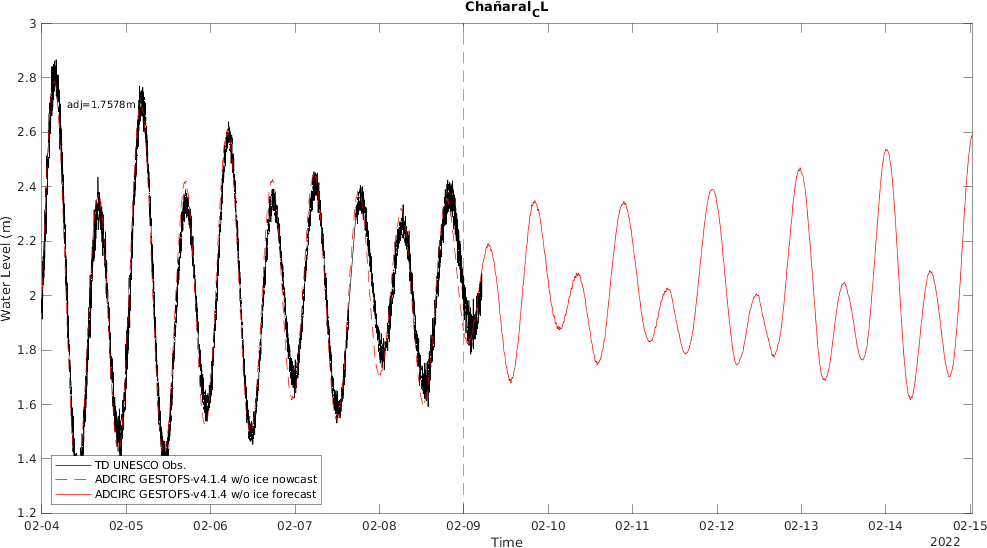 Chañaral_CL
3
2.8
adj=1.7578m
2.6
2.4
2.2
2
1.8
1.6
1.4
1.2
Water Level (m)
TD UNESCO Obs.
ADCIRC GESTOFS-v4.1.4 w/o ice nowcast
ADCIRC GESTOFS-v4.1.4 w/o ice forecast
02-04 02-05 02-06 02-07 02-08 02-09 02-10 02-11 02-12 02-13 02-14 02-15
Time
2022